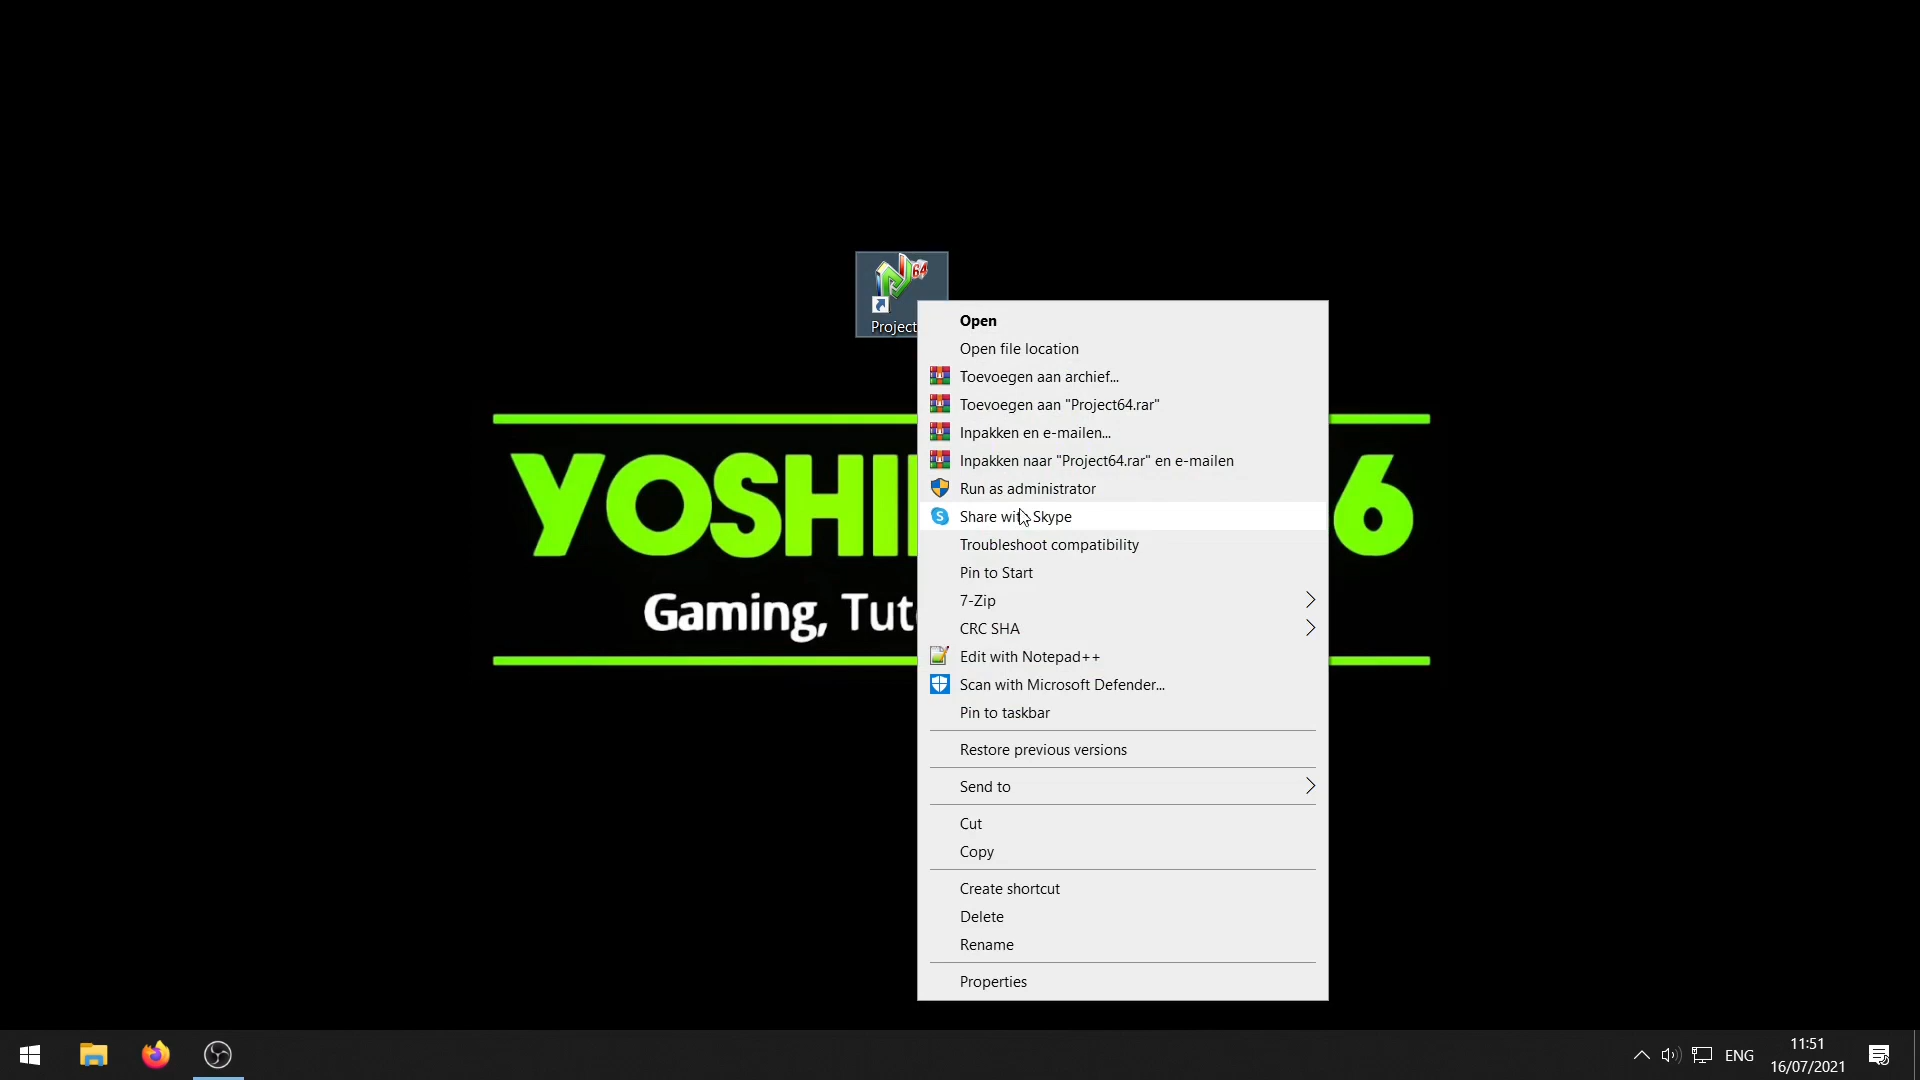 64
Project
Open
Open file location
Toevoegen aan archief...
Toevoegen aan "Project64.rar"
Inpakken en e-mailen...
Inpakken naar "Project64.rar" en e-mailen
Run as administrator
Share with Skype
Troubleshoot compatibility
Pin to Start
7-Zip
CRC SHA
Edit with Notepad++
Scan with Microsoft Defender...
Pin to taskbar
Restore previous versions
Send to
Cut
Copy
Create shortcut
Delete
Rename
Properties
YOSHI 6
Gaming, Tut
ENG
11:51
16/07/2021